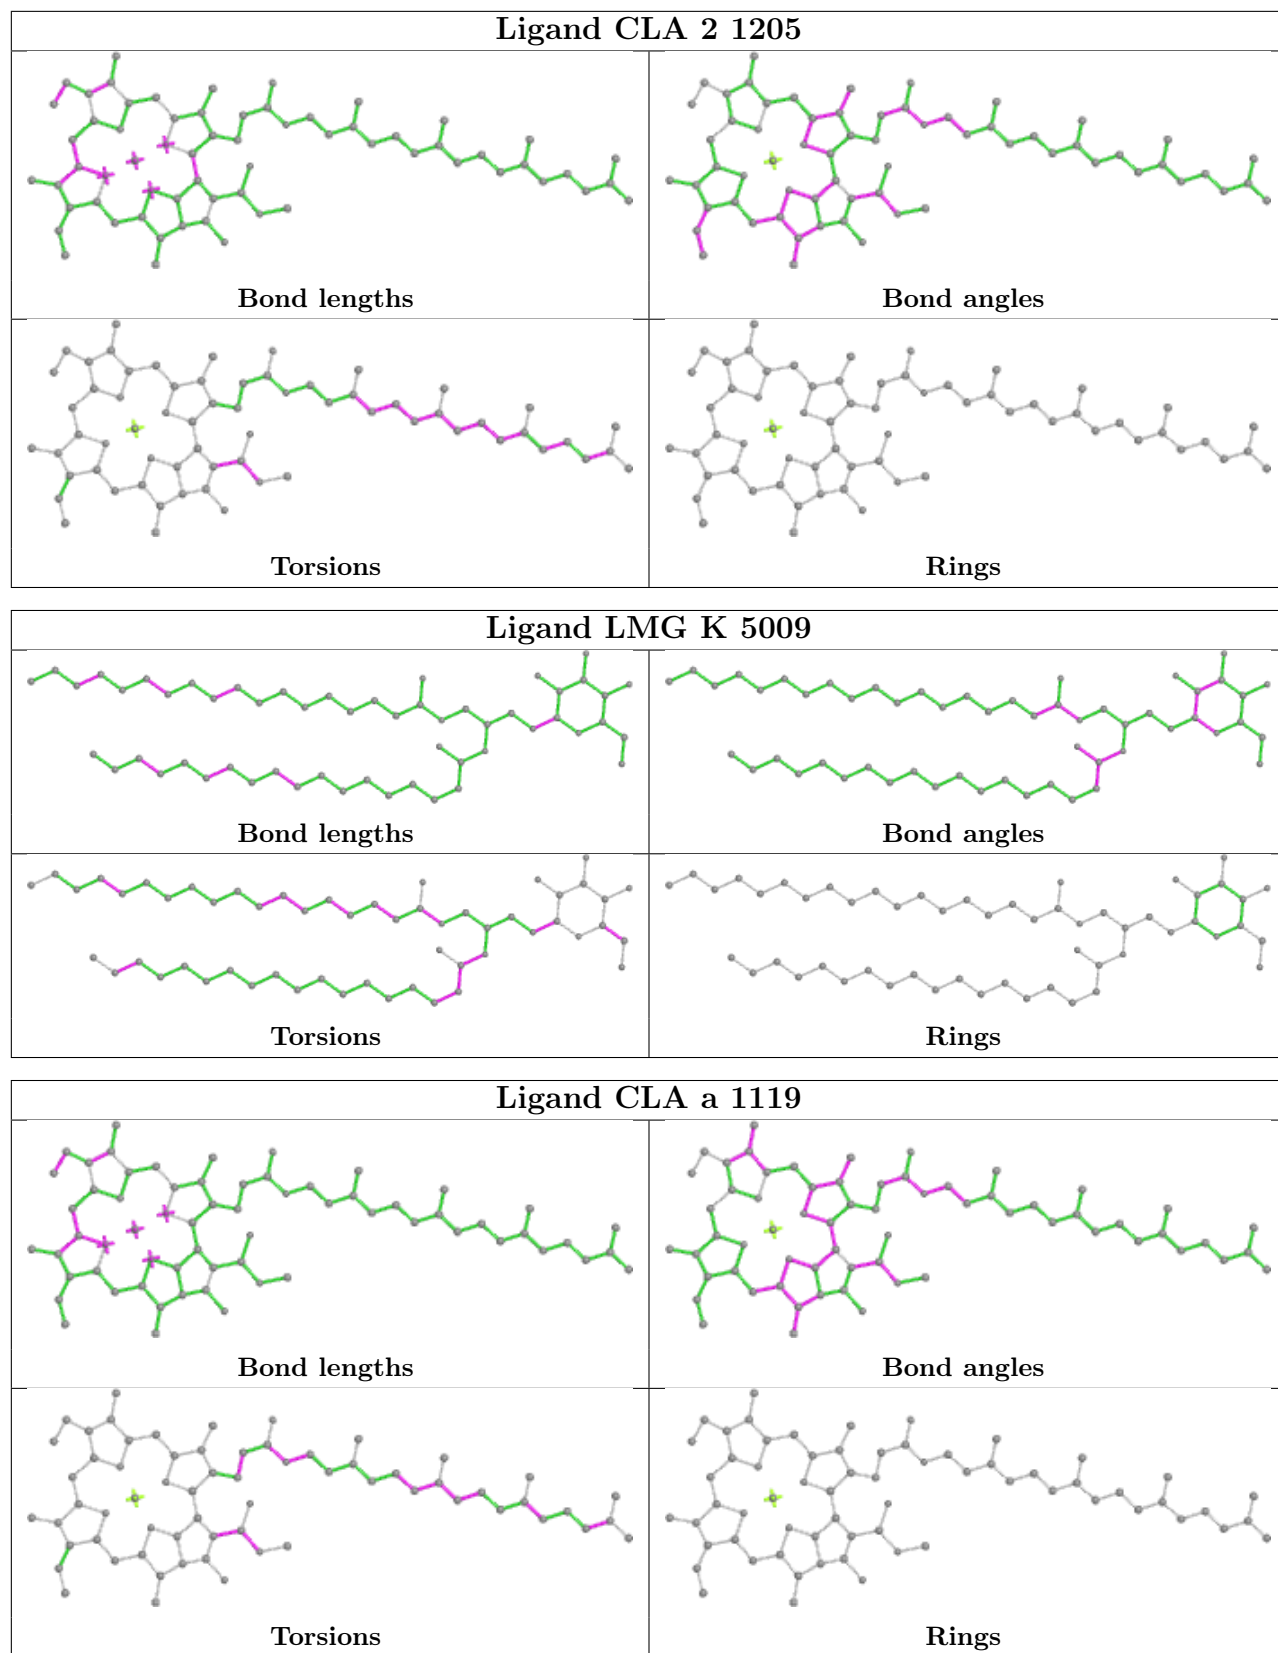 Ligand CLA 2 1205
Bond lengths
Bond angles
Torsions
Rings
Ligand LMG K 5009
Bond lengths
Bond angles
Torsions
Rings
Ligand CLA a 1119
Bond lengths
Bond angles
Torsions
Rings